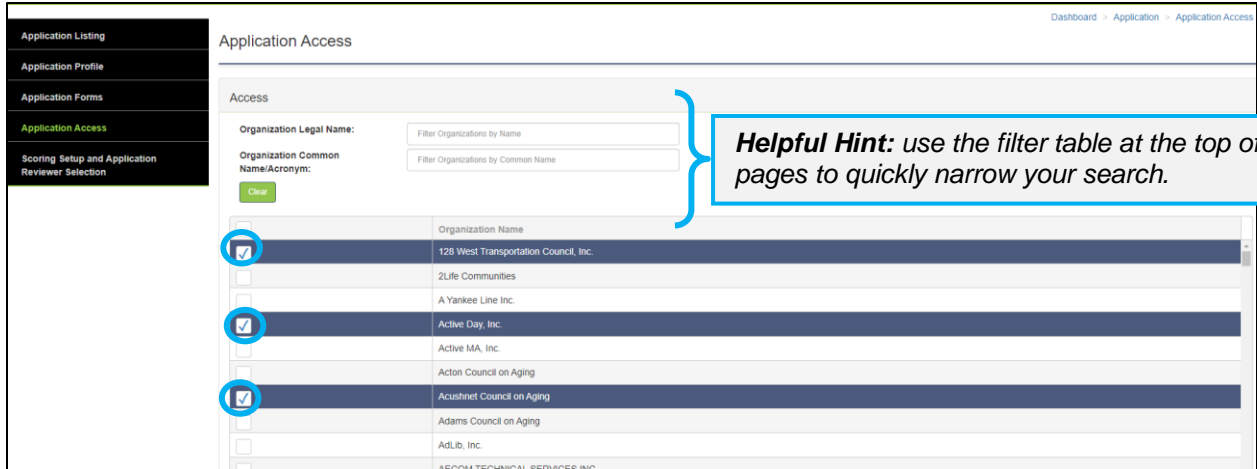 Dashboard > Application > Application Access
Application Listing
Application Profile
Application Forms
Application Access
Scoring Setup and Application
Reviewer Selection
Application Access
Access
Organization Legal Name:
Filter Organizations by Name
Organization Common
Name/Acronym:
Filter Organizations by Common Name
Clear
Helpful Hint: use the filter table at the top of
pages to quickly narrow your search.
Organization Name
128 West Transportation Council, Inc.
2Life Communities
A Yankee Line Inc.
Active Day, Inc.
Active MA, Inc.
Acton Council on Aging
Acushnet Council on Aging
Adams Council on Aging
AdLib, Inc.
AECOM TECHNICAL SERVICES INC